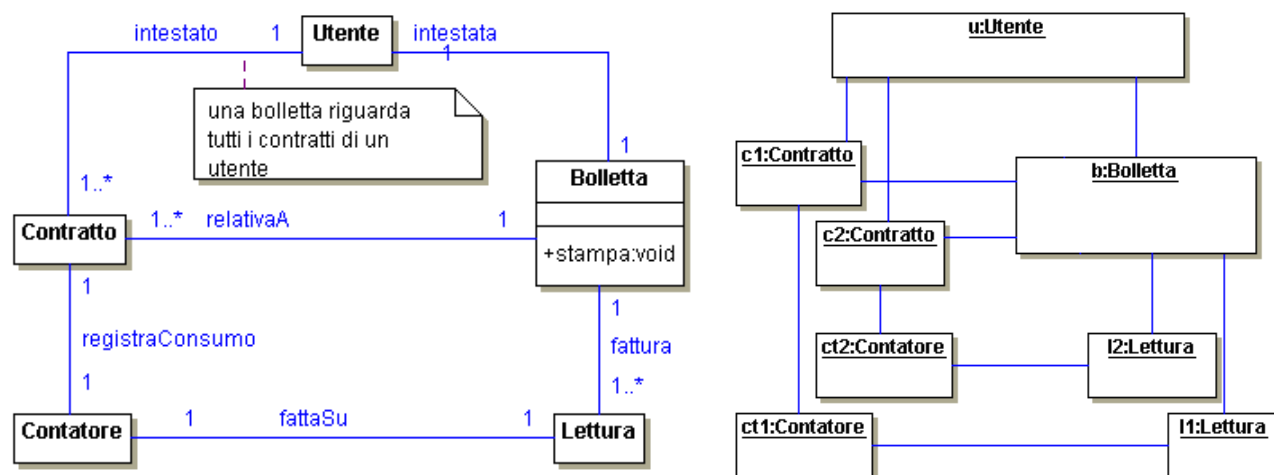 intestato 1 Utente intestata
1
una bolletta riguarda
tutti i contratti di un
utente
1..* 1
Bolletta
Contratto 1..* relativaA 1
+stampa:void
1 1
registraConsumo fattura
1 1..*
Contatore 1 fattaSu 1 Lettura
u:Utente
c1:Contratto
b:Bolletta
c2:Contratto
ct2:Contatore l2:Lettura
ct1:Contatore l1:Lettura